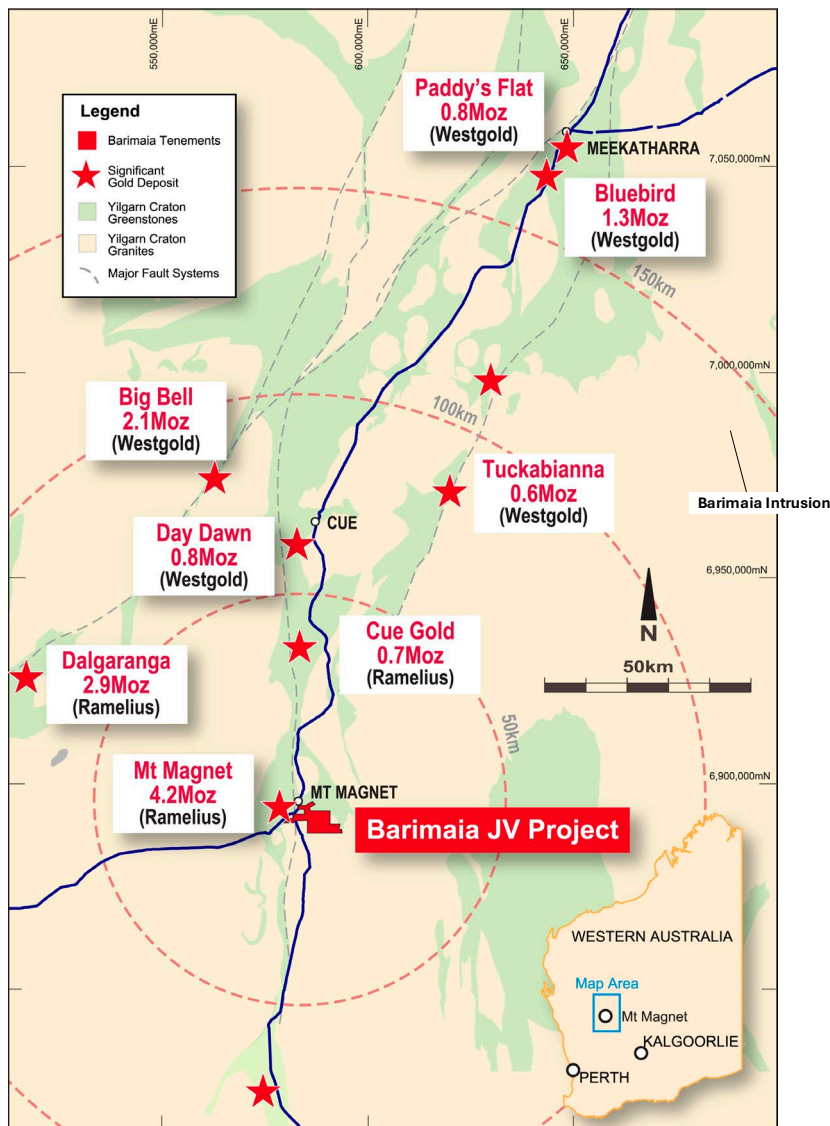 550,000mE
600,000mE
650,000mE
Legend
Barimaia Tenements
Significant
Gold Deposit
Yilgarn Craton
Greenstones
Yilgarn Craton
Granites
Major Fault Systems
Paddy's Flat
0.8Moz
(Westgold)
MEEKATHARRA
7,050,000mN
Bluebird
1.3Moz
(Westgold)
150km
7,000,000mN
Big Bell
2.1Moz
(Westgold)
100km
Tuckabianna
0.6Moz
(Westgold)
Barimaia Intrusion
CUE
Day Dawn
0.8Moz
(Westgold)
6,950,000mN
N
Cue Gold
0.7Moz
(Ramelius)
50km
Dalgaranga
2.9Moz
(Ramelius)
50km
Mt Magnet
4.2Moz
(Ramelius)
MT MAGNET
6,900,000mN
Barimaia JV Project
WESTERN AUSTRALIA
Map Area
Mt Magnet
KALGOORLIE
PERTH